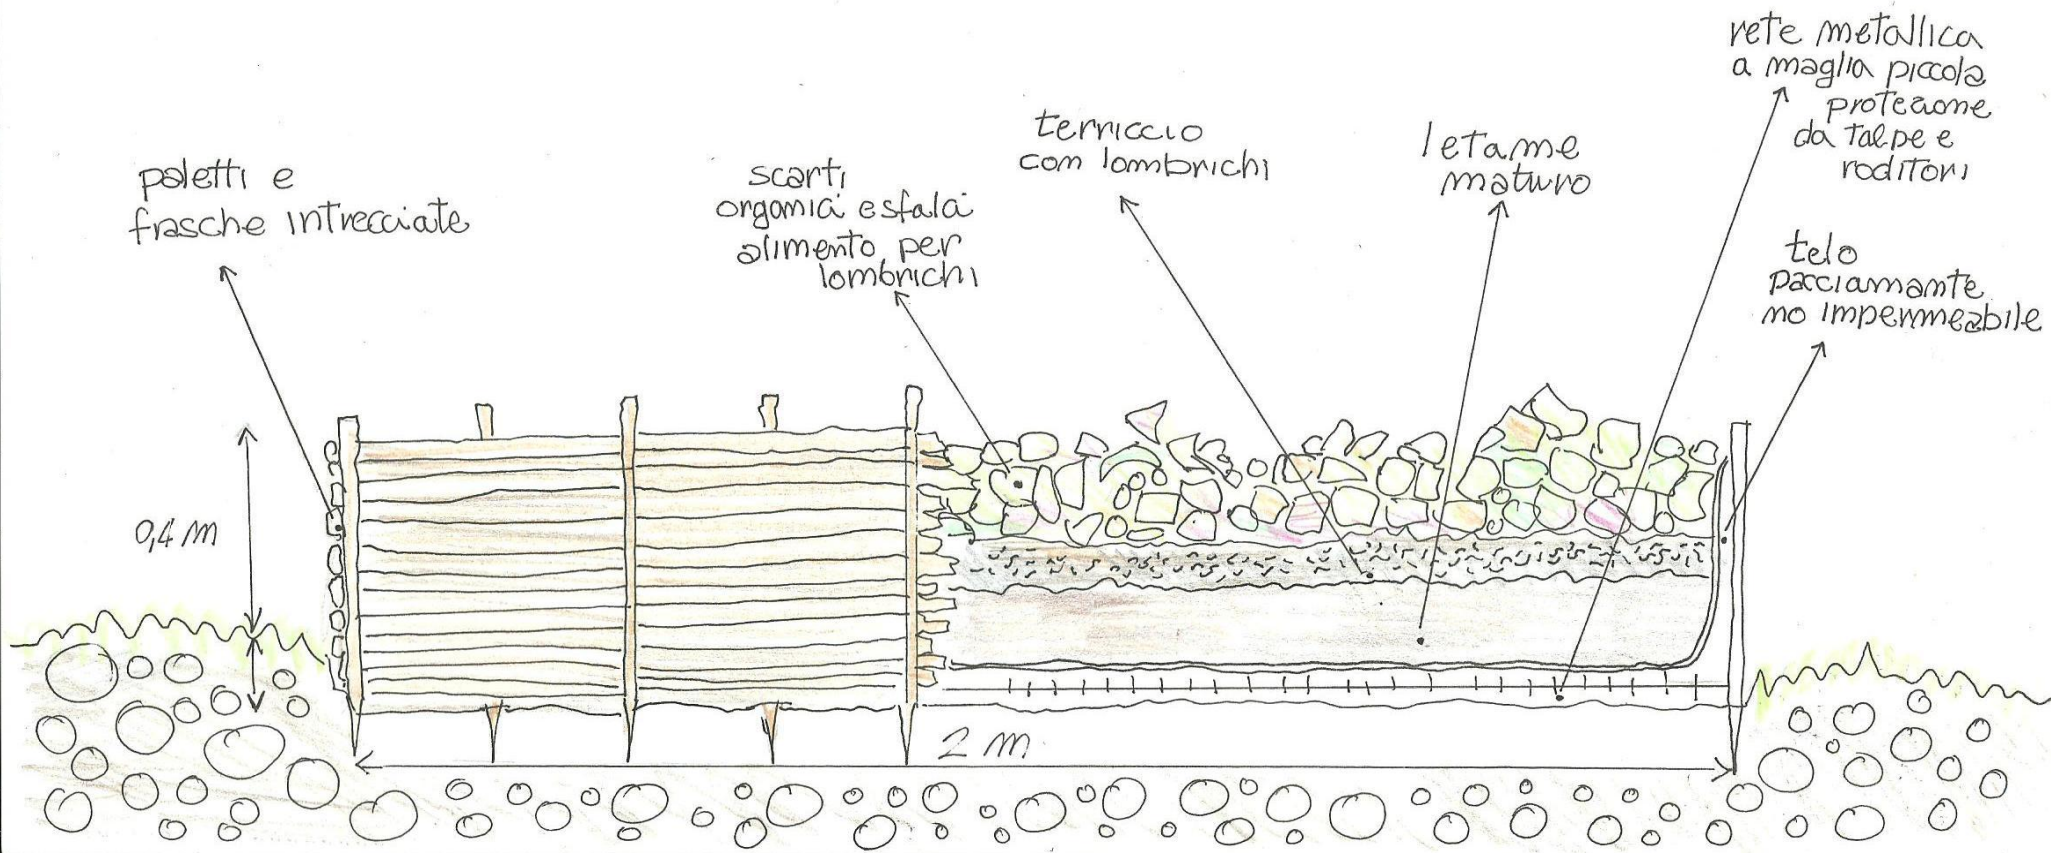 paletti e
frasche intrecciate
scarti
organici e sfalci
alimento per
lombrichi
terriccio
con lombrichi
letame
maturo
rete metallica
a maglia piccola
protezione
da talpe e
roditori
telo
pacciamante
no impermeabile
0,4 m
2 m